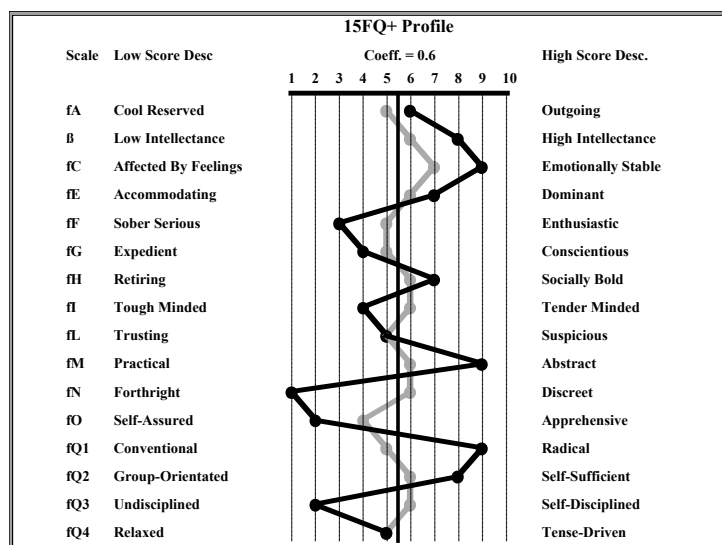 15FQ+ Profile
Scale Low Score Desc Coeff. = 0.6 High Score Desc.
1 2 3 4 5 6 7 8 9 10
fA Cool Reserved Outgoing
ß Low Intellectance High Intellectance
fC Affected By Feelings Emotionally Stable
fE Accommodating Dominant
fF Sober Serious Enthusiastic
fG Expedient Conscientious
fH Retiring Socially Bold
fI Tough Minded Tender Minded
fL Trusting Suspicious
fM Practical Abstract
fN Forthright Discreet
fO Self-Assured Apprehensive
fQ1 Conventional Radical
fQ2 Group-Orientated Self-Sufficient
fQ3 Undisciplined Self-Disciplined
fQ4 Relaxed Tense-Driven